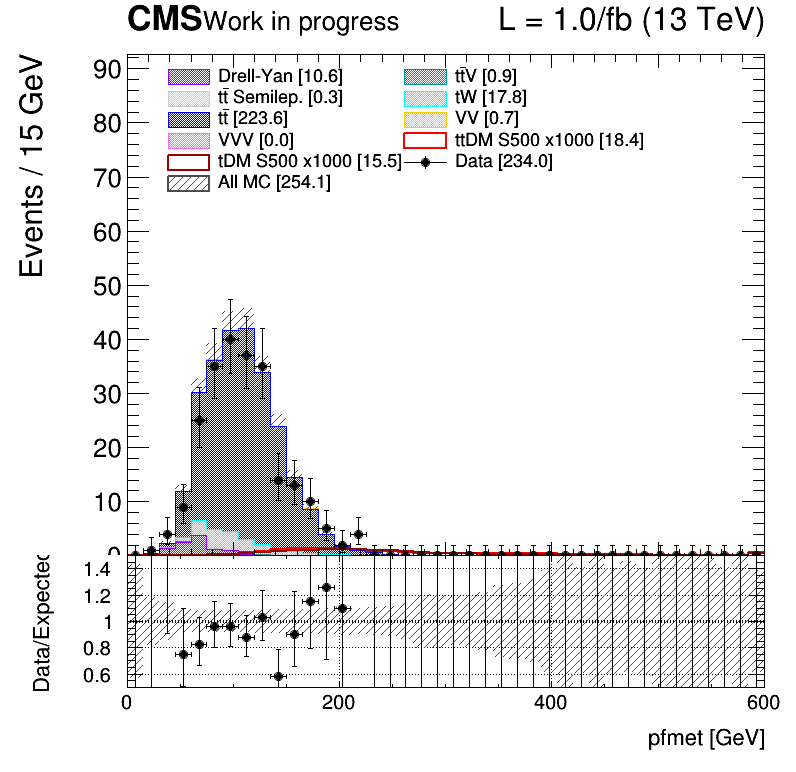 CMS Work in progress L = 1.0/fb (13 TeV)
Events / 15 GeV
90
80
70
60
50
40
30
20
10
0
Drell-Yan [10.6] tt̄V [0.9]
tt̄ Semilep. [0.3] tW [17.8]
tt̄ [223.6] VV [0.7]
VVV [0.0] ttDM S500 x1000 [18.4]
tDM S500 x1000 [15.5] Data [234.0]
All MC [254.1]
Data/Expected
1.4
1.2
1
0.8
0.6
0 200 400 600
pfmet [GeV]